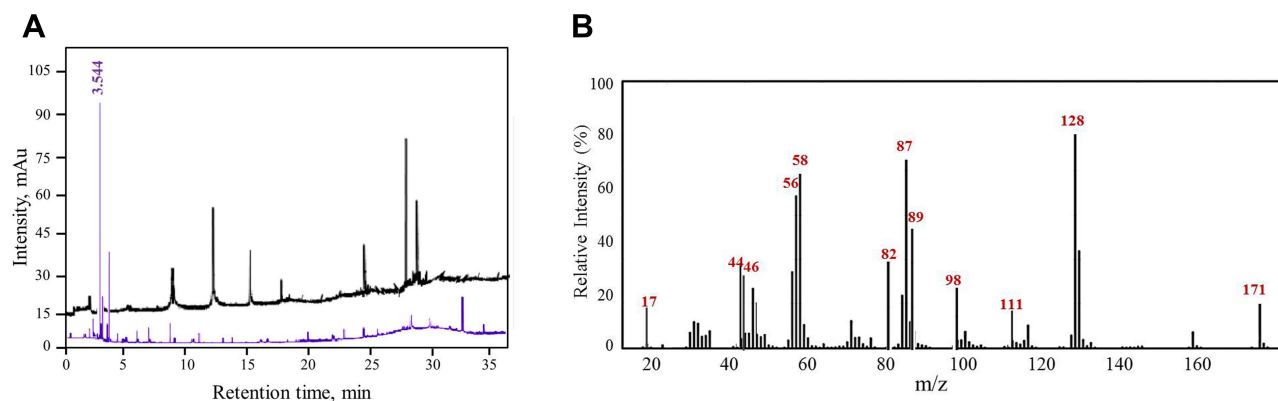 A
3.544
105
90
75
60
45
30
15
0
Intensity, mAu
0 5 10 15 20 25 30 35
Retention time, min
B
100
80
60
40
20
0
Relative Intensity (%)
17 44 46 56 58 82 87 89 98 111 128 171
20 40 60 80 100 120 140 160
m/z